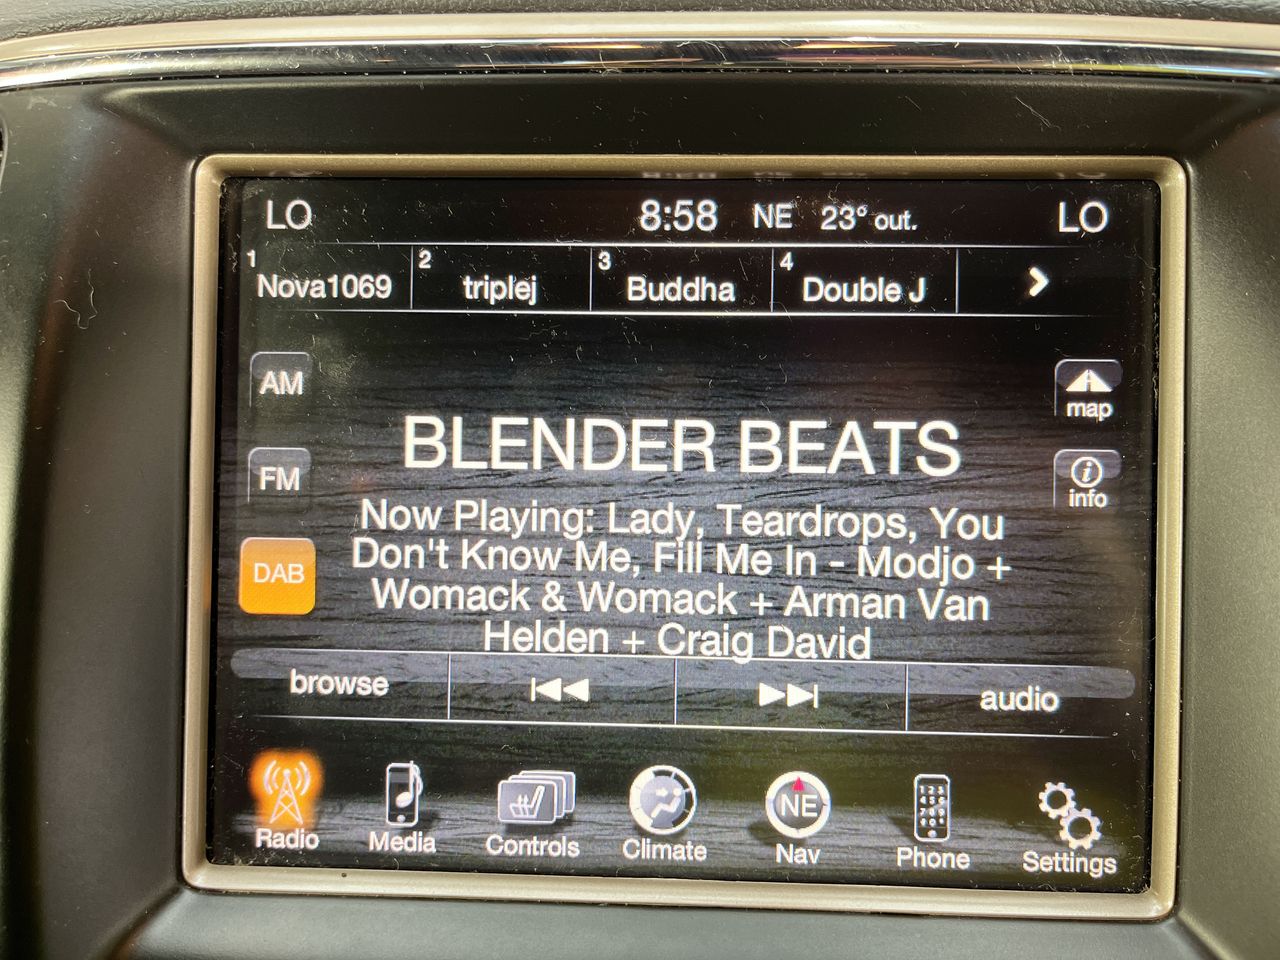 LO 8:58 NE 23° out. LO
1 Nova1069 2 triplej 3 Buddha 4 Double J
AM
map
BLENDER BEATS
FM
info
Now Playing: Lady, Teardrops, You
Don't Know Me, Fill Me In - Modjo +
DAB
Womack & Womack + Arman Van
Helden + Craig David
browse audio
NE
Radio Media Controls Climate Nav Phone Settings